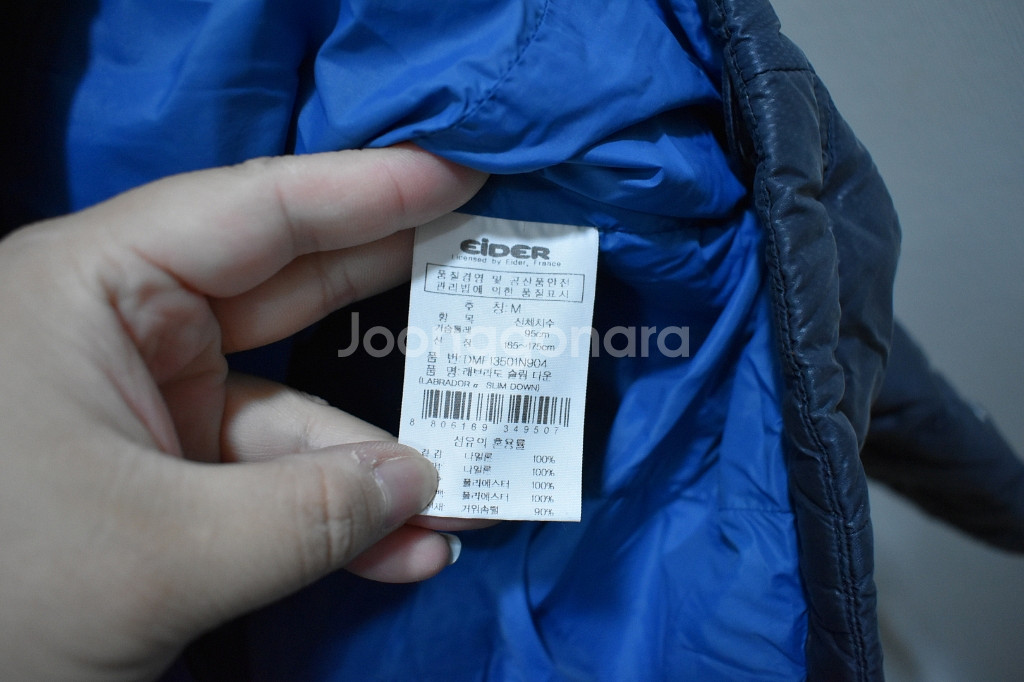 EiDER
Licensed by Eider, France
품질경영 및 공산품안전
관리법에 의한 품질표시
호 칭: M
항 목 신체치수
가슴둘레 95cm
신 장 165~175cm
Joonggonara
품 번: DMH13501N904
품 명: 래브라도 슬림 다운
(LABRADOR SLIM DOWN)
8 806189 349507
섬유의 혼용률
겉감 나일론 100%
나일론 100%
폴리에스터 100%
폴리에스터 100%
거위솜털 90%